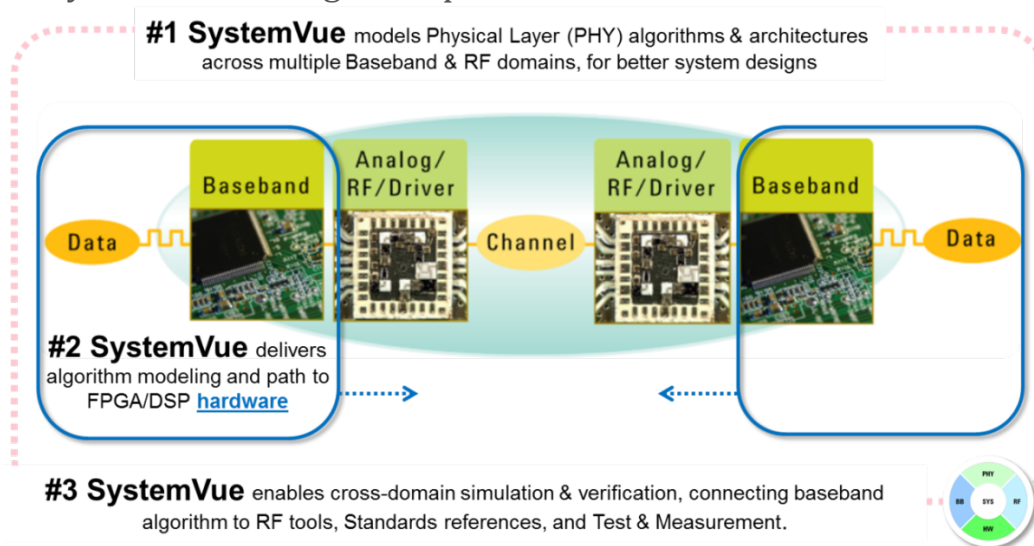 #1 SystemVue models Physical Layer (PHY) algorithms & architectures
across multiple Baseband & RF domains, for better system designs
Data
Baseband
Analog/
RF/Driver
Channel
Analog/
RF/Driver
Baseband
Data
#2 SystemVue delivers
algorithm modeling and path to
FPGA/DSP hardware
#3 SystemVue enables cross-domain simulation & verification, connecting baseband
algorithm to RF tools, Standards references, and Test & Measurement.
PHY
BB
SYS
RF
HW